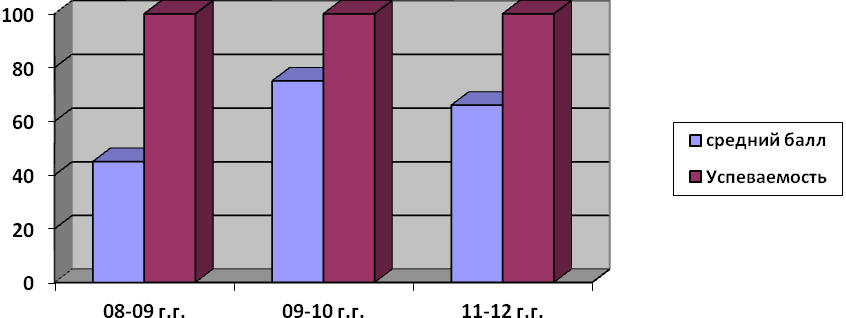 100
80
60
40
20
0
08-09 г.г.
09-10 г.г.
11-12 г.г.
средний балл
Успеваемость